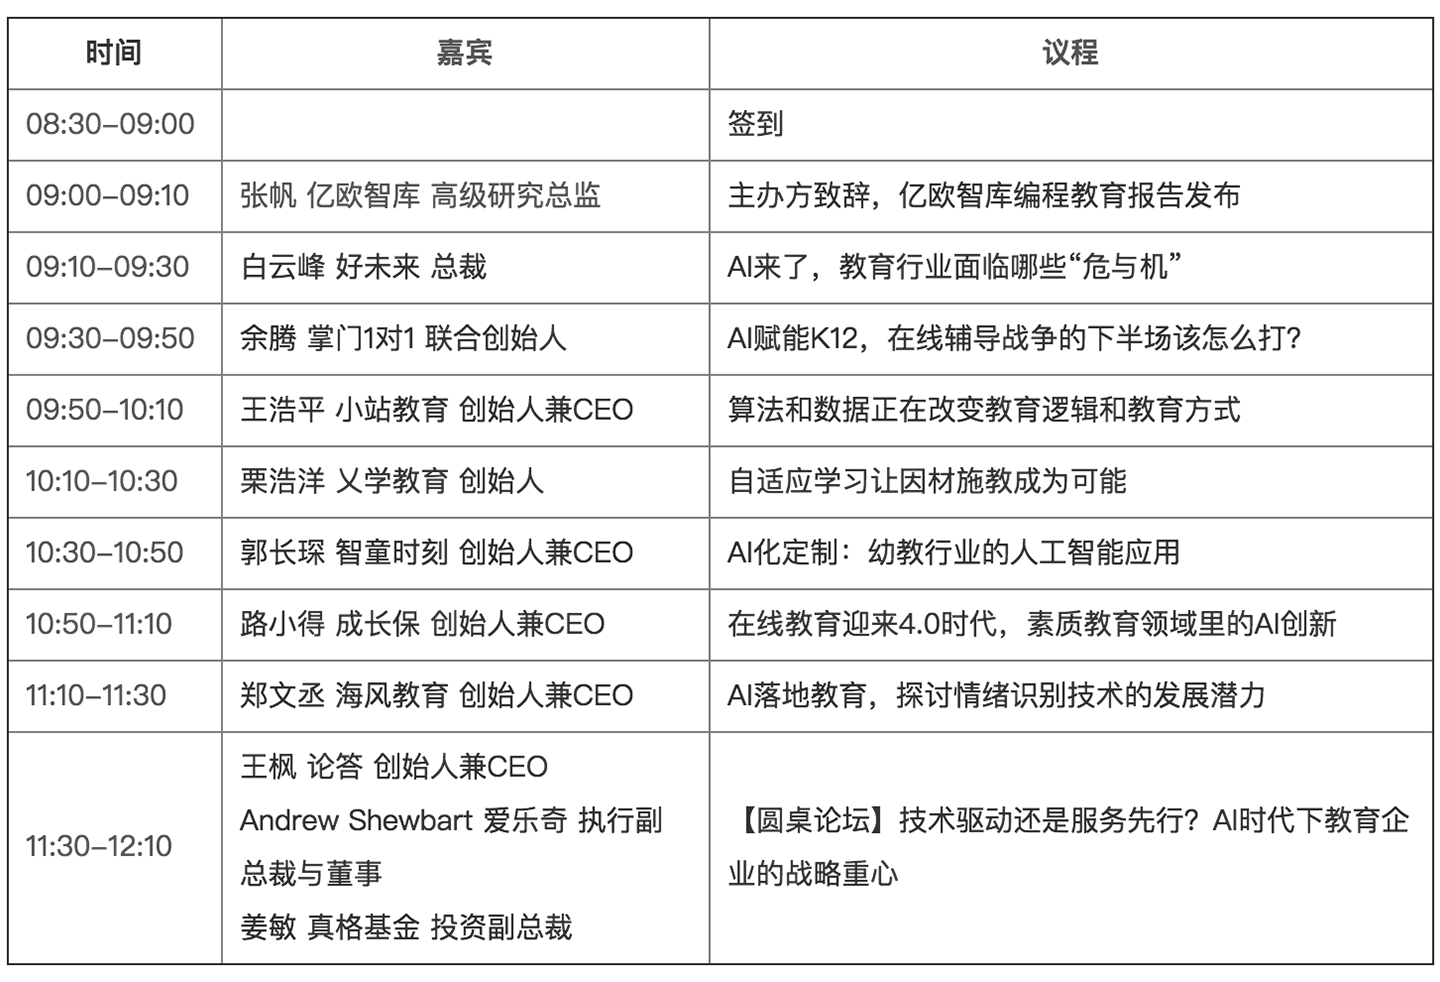 时间 嘉宾 议程
08:30–09:00 签到
09:00–09:10 张帆 亿欧智库 高级研究总监 主办方致辞，亿欧智库编程教育报告发布
09:10–09:30 白云峰 好未来 总裁 AI来了，教育行业面临哪些“危与机”
09:30–09:50 余腾 掌门1对1 联合创始人 AI赋能K12，在线辅导战争的下半场该怎么打？
09:50–10:10 王浩平 小站教育 创始人兼CEO 算法和数据正在改变教育逻辑和教育方式
10:10–10:30 栗浩洋 乂学教育 创始人 自适应学习让因材施教成为可能
10:30–10:50 郭长琛 智童时刻 创始人兼CEO AI化定制：幼教行业的人工智能应用
10:50–11:10 路小得 成长保 创始人兼CEO 在线教育迎来4.0时代，素质教育领域里的AI创新
11:10–11:30 郑文丞 海风教育 创始人兼CEO AI落地教育，探讨情绪识别技术的发展潜力
11:30–12:10
王枫 论答 创始人兼CEO
Andrew Shewbart 爱乐奇 执行副
总裁与董事
姜敏 真格基金 投资副总裁
【圆桌论坛】技术驱动还是服务先行？AI时代下教育企
业的战略重心